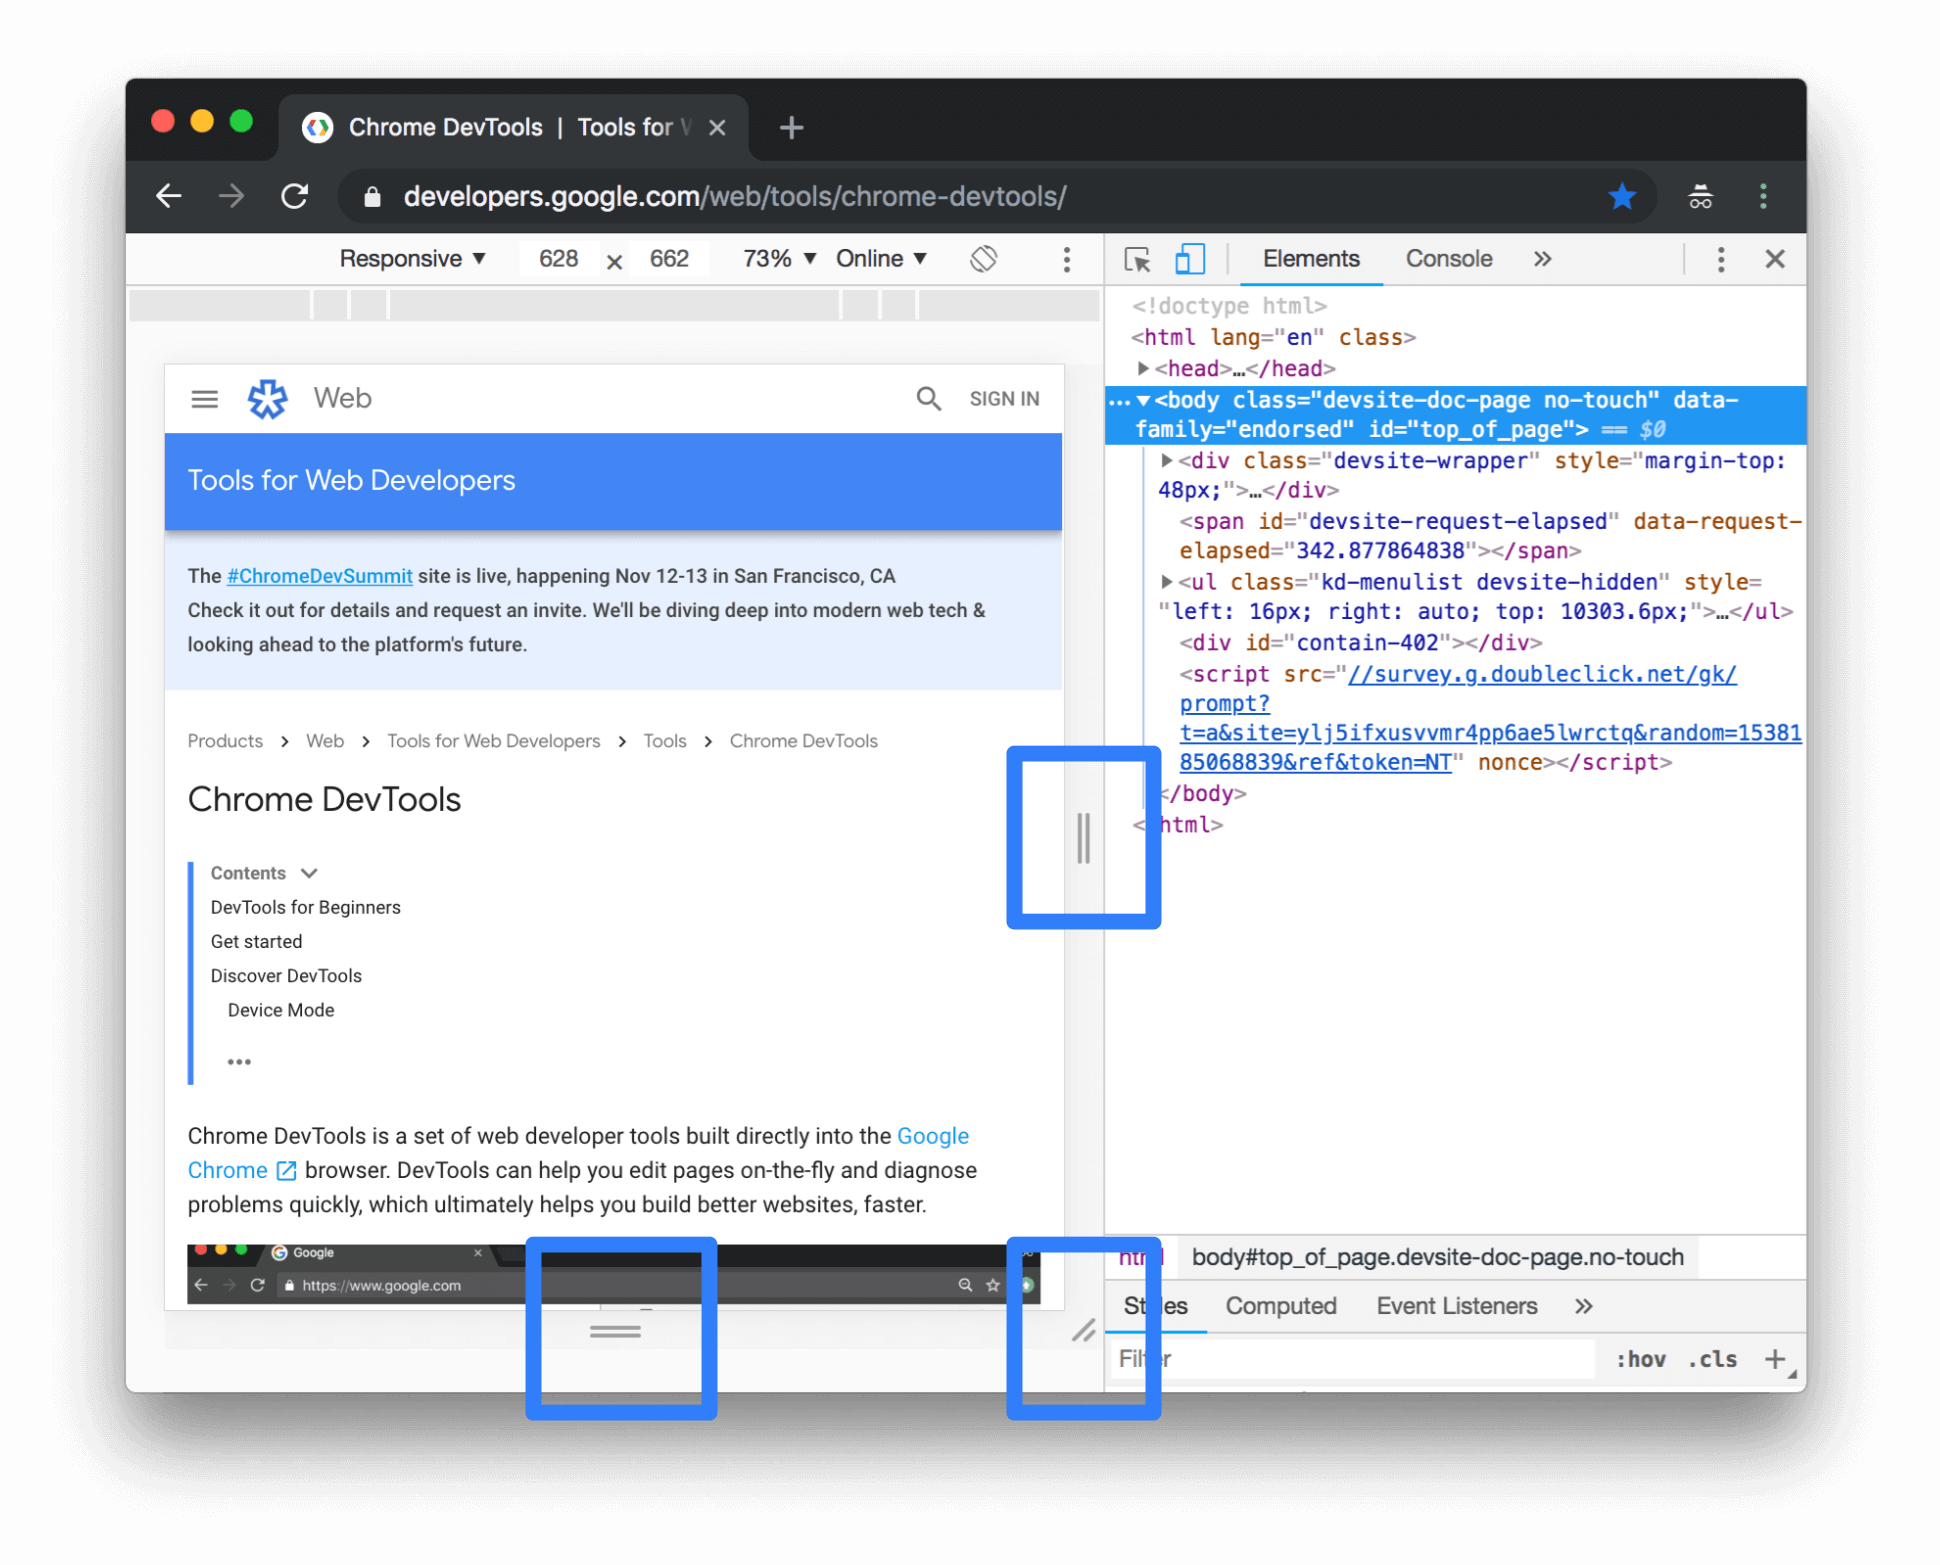 Chrome DevTools | Tools for W
developers.google.com/web/tools/chrome-devtools/
Responsive ▼ 628 × 662 73% ▼ Online ▼
Web SIGN IN
Tools for Web Developers
The #ChromeDevSummit site is live, happening Nov 12-13 in San Francisco, CA
Check it out for details and request an invite. We'll be diving deep into modern web tech &
looking ahead to the platform's future.
Products > Web > Tools for Web Developers > Tools > Chrome DevTools
Chrome DevTools
Contents
DevTools for Beginners
Get started
Discover DevTools
Device Mode
•••
Chrome DevTools is a set of web developer tools built directly into the Google
Chrome browser. DevTools can help you edit pages on-the-fly and diagnose
problems quickly, which ultimately helps you build better websites, faster.
Google
https://www.google.com
Elements Console »
<!doctype html>
<html lang="en" class>
▶<head>…</head>
…▼<body class="devsite-doc-page no-touch" data-
family="endorsed" id="top_of_page"> == $0
▶<div class="devsite-wrapper" style="margin-top:
48px;">…</div>
<span id="devsite-request-elapsed" data-request-
elapsed="342.877864838"></span>
▶<ul class="kd-menulist devsite-hidden" style=
"left: 16px; right: auto; top: 10303.6px;">…</ul>
<div id="contain-402"></div>
<script src="//survey.g.doubleclick.net/gk/
prompt?
t=a&site=ylj5ifxusvvmr4pp6ae5lwrctq&random=15381
85068839&ref&token=NT" nonce></script>
</body>
</html>
html body#top_of_page.devsite-doc-page.no-touch
Styles Computed Event Listeners »
Filter :hov .cls +